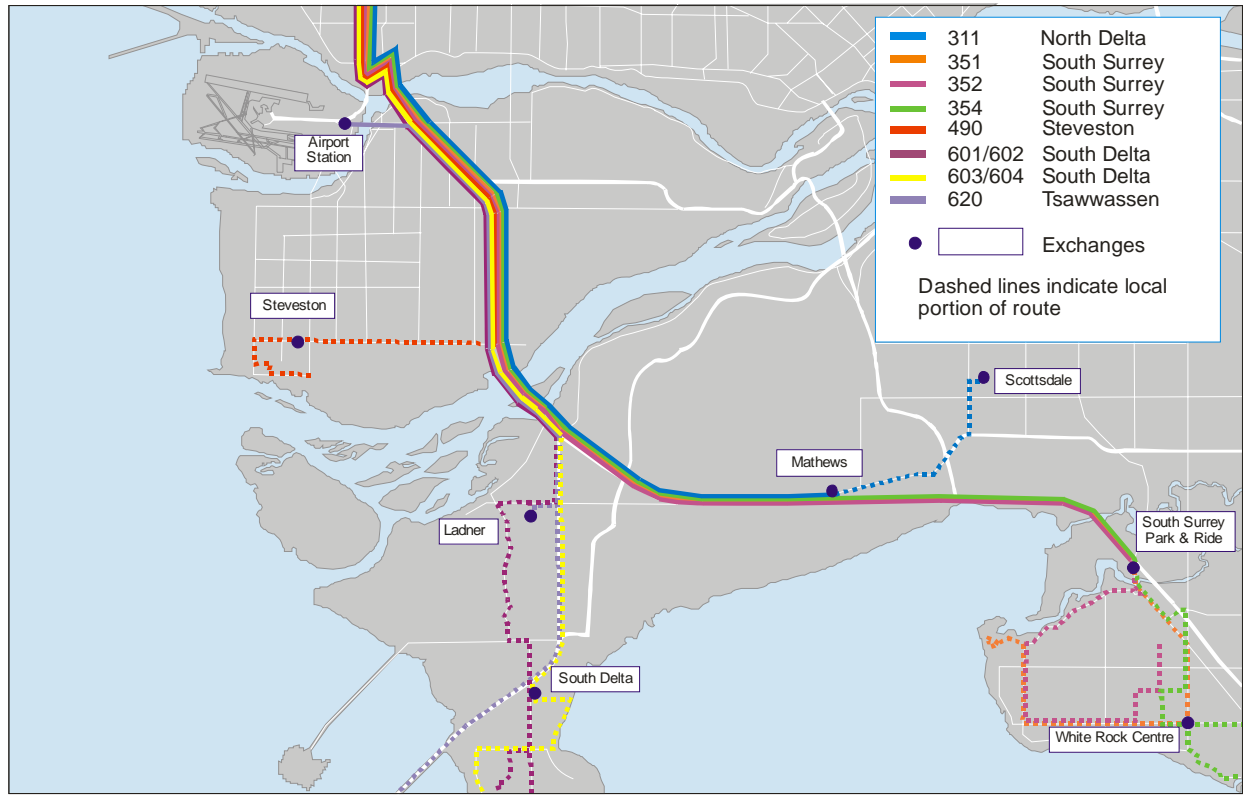 311 North Delta
351 South Surrey
352 South Surrey
354 South Surrey
490 Steveston
601/602 South Delta
603/604 South Delta
620 Tsawwassen
Exchanges
Dashed lines indicate local
portion of route
Airport
Station
Steveston
Scottsdale
Mathews
Ladner
South Surrey
Park & Ride
South Delta
White Rock Centre